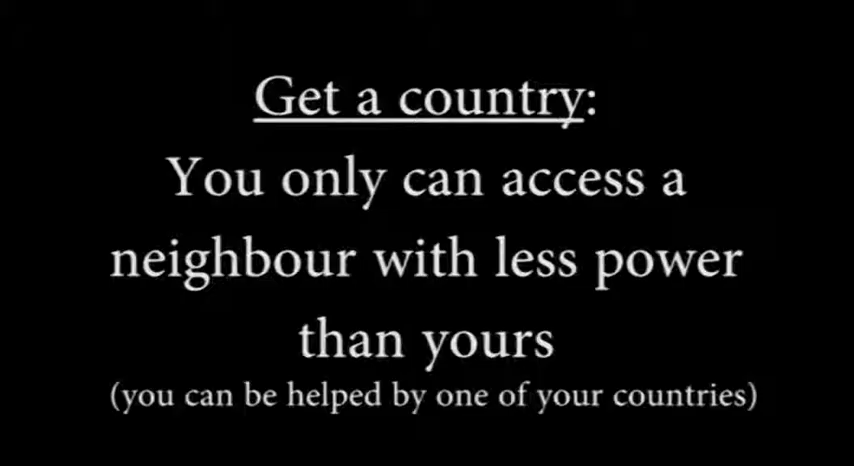 Get a country:
You only can access a
neighbour with less power
than yours
(you can be helped by one of your countries)